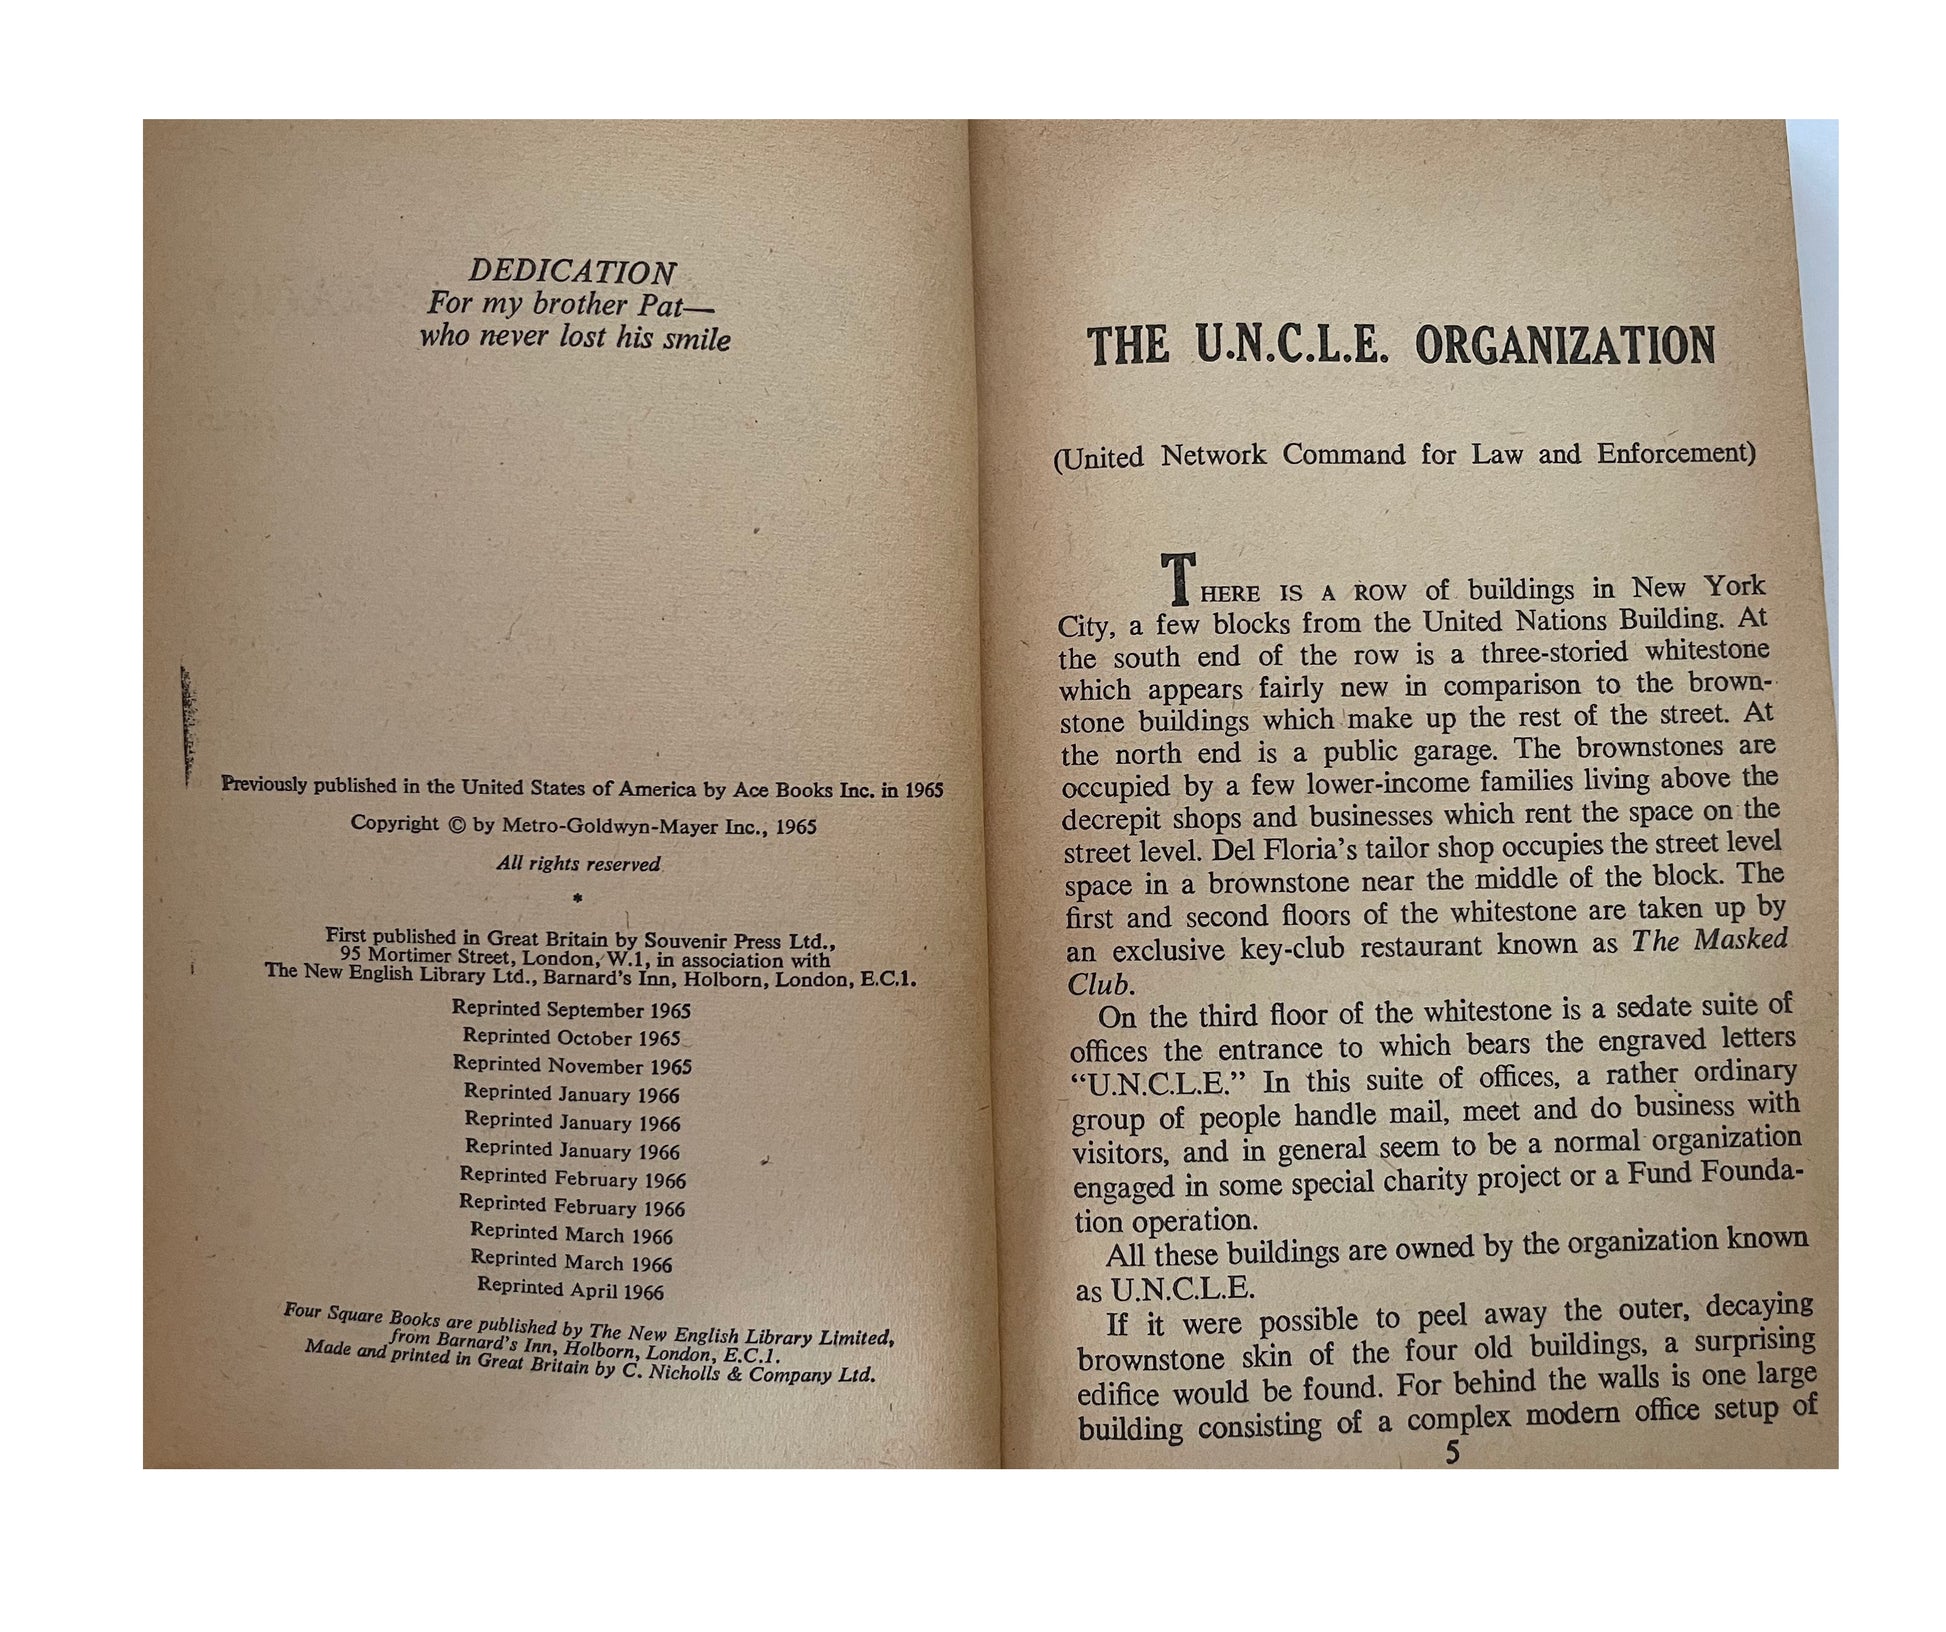 DEDICATION
For my brother Pat—
who never lost his smile
Previously published in the United States of America by Ace Books Inc. in 1965
Copyright © by Metro-Goldwyn-Mayer Inc., 1965
All rights reserved
*
First published in Great Britain by Souvenir Press Ltd.,
95 Mortimer Street, London, W.1, in association with
The New English Library Ltd., Barnard's Inn, Holborn, London, E.C.1.
Reprinted September 1965
Reprinted October 1965
Reprinted November 1965
Reprinted January 1966
Reprinted January 1966
Reprinted January 1966
Reprinted February 1966
Reprinted February 1966
Reprinted March 1966
Reprinted March 1966
Reprinted April 1966
Four Square Books are published by The New English Library Limited,
from Barnard's Inn, Holborn, London, E.C.1.
Made and printed in Great Britain by C. Nicholls & Company Ltd.
THE U.N.C.L.E. ORGANIZATION
(United Network Command for Law and Enforcement)
THERE IS A ROW of buildings in New York
City, a few blocks from the United Nations Building. At
the south end of the row is a three-storied whitestone
which appears fairly new in comparison to the brown-
stone buildings which make up the rest of the street. At
the north end is a public garage. The brownstones are
occupied by a few lower-income families living above the
decrepit shops and businesses which rent the space on the
street level. Del Floria's tailor shop occupies the street level
space in a brownstone near the middle of the block. The
first and second floors of the whitestone are taken up by
an exclusive key-club restaurant known as The Masked
Club.
On the third floor of the whitestone is a sedate suite of
offices the entrance to which bears the engraved letters
“U.N.C.L.E.” In this suite of offices, a rather ordinary
group of people handle mail, meet and do business with
visitors, and in general seem to be a normal organization
engaged in some special charity project or a Fund Founda-
tion operation.
All these buildings are owned by the organization known
as U.N.C.L.E.
If it were possible to peel away the outer, decaying
brownstone skin of the four old buildings, a surprising
edifice would be found. For behind the walls is one large
building consisting of a complex modern office setup of
5